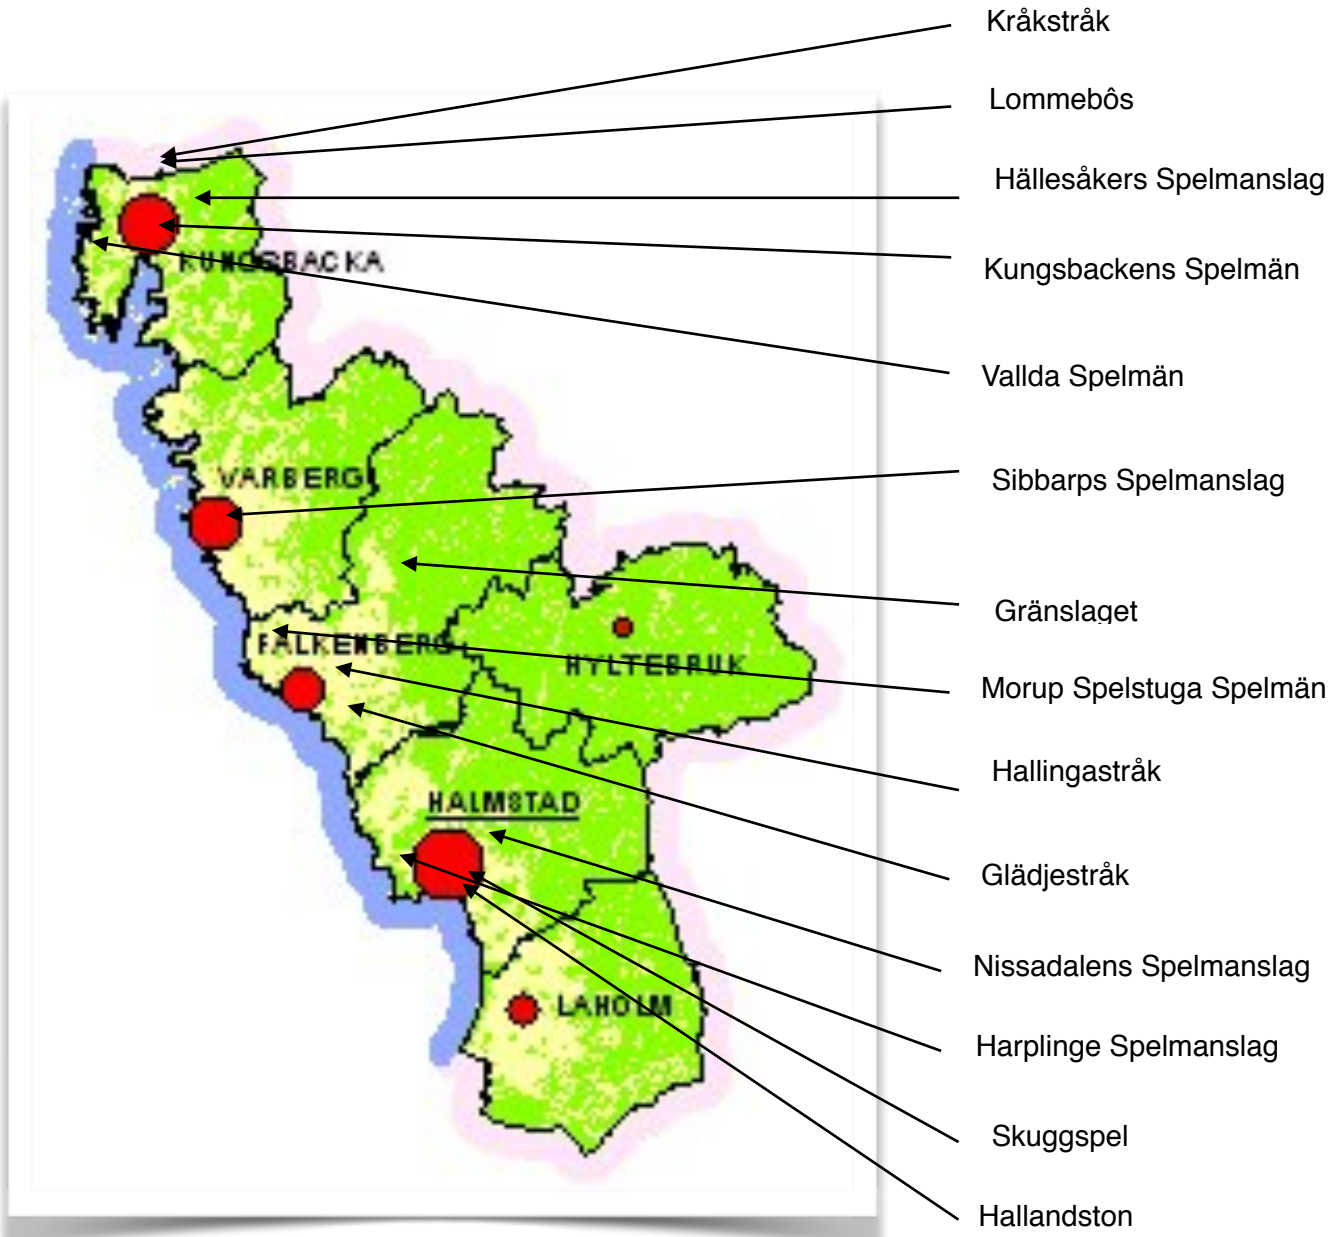 Kråkstråk
Lommebôs
Hällesåkers Spelmanslag
Kungsbackens Spelmän
KUNGSBACKA
Vallda Spelmän
VARBERG
Sibbarps Spelmanslag
Gränslaget
FALKENBERG
HYLTEBRUK
Morup Spelstuga Spelmän
Hallingastråk
HALMSTAD
Glädjestråk
Nissadalens Spelmanslag
LAHOLM
Harplinge Spelmanslag
Skuggspel
Hallandston